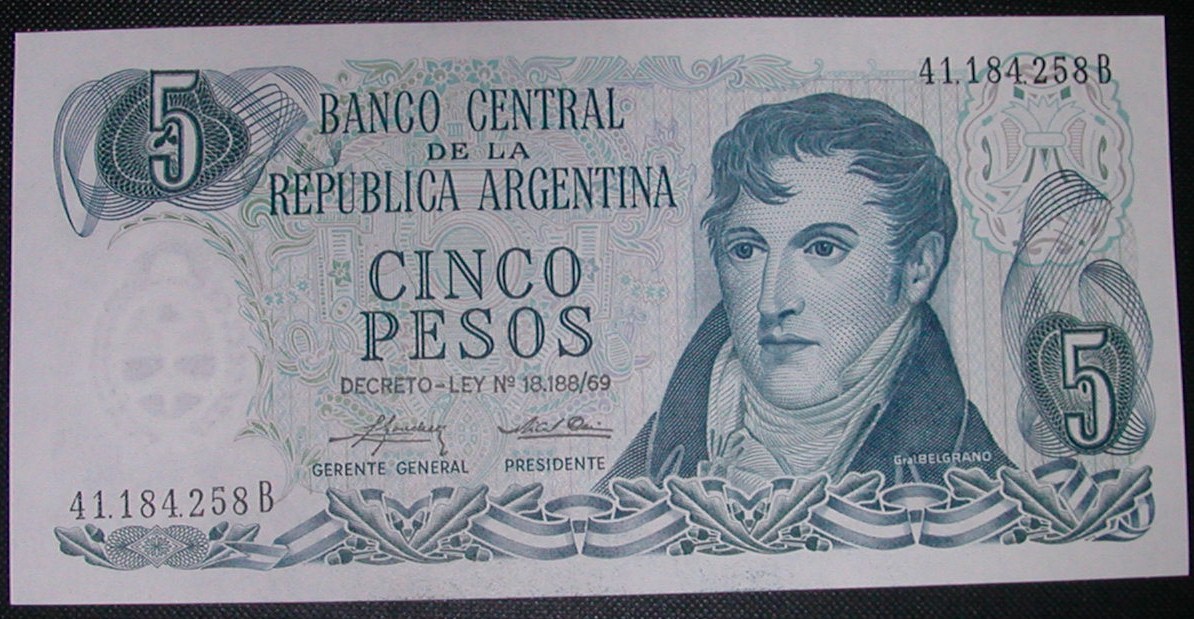 5
41.184.258 B
BANCO CENTRAL
DE LA
REPUBLICA ARGENTINA
CINCO
PESOS
DECRETO-LEY Nº 18.188/69
GERENTE GENERAL PRESIDENTE
Gral.BELGRANO
5
41.184.258 B